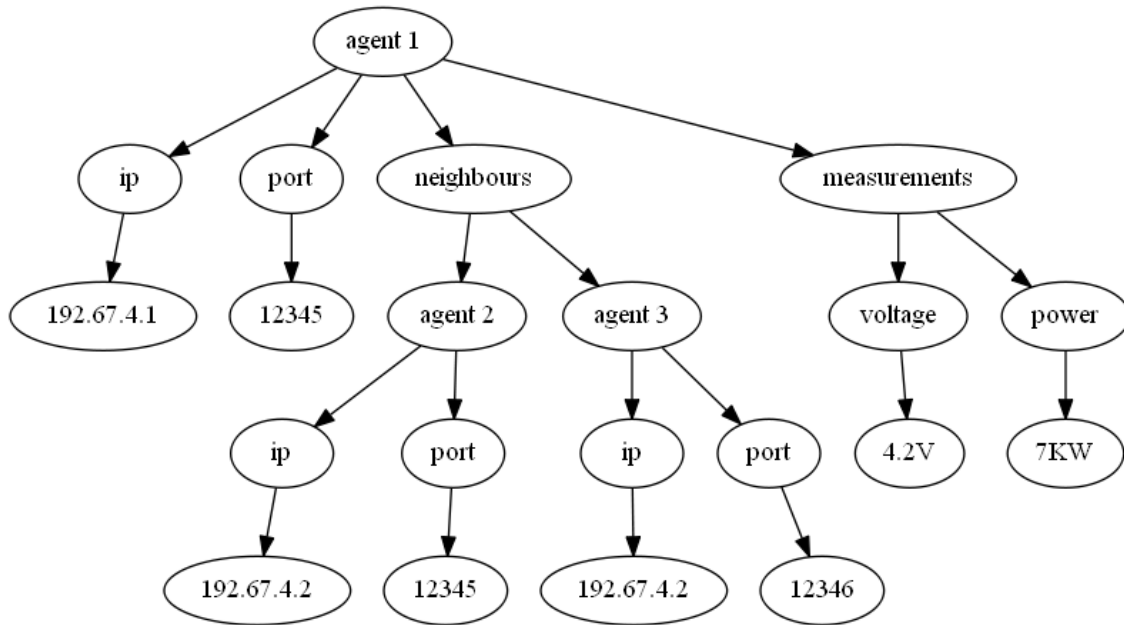 agent 1
ip
port
neighbours
measurements
192.67.4.1
12345
agent 2
agent 3
voltage
power
ip
port
ip
port
4.2V
7KW
192.67.4.2
12345
192.67.4.2
12346